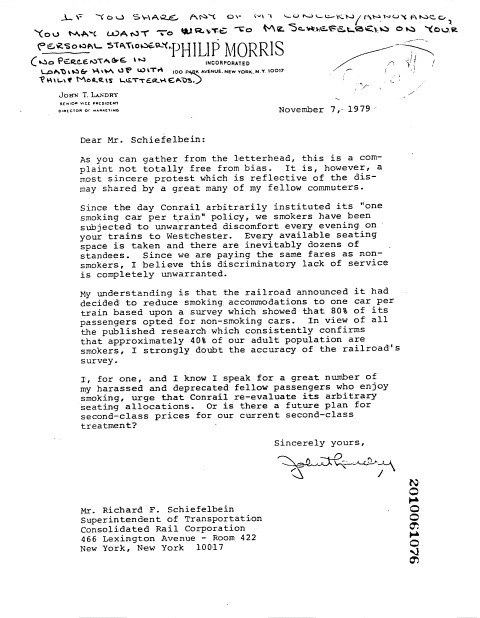 IF YOU SHARE ANY OF MY CONCERN/ANNOYANCE,
YOU MAY WANT TO WRITE TO MR SCHIEFELBEIN ON YOUR
PERSONAL STATIONERY.
(NO PERCENTAGE IN
LOADING HIM UP WITH
PHILIP MORRIS LETTERHEADS.)
PHILIP MORRIS
INCORPORATED
100 PARK AVENUE, NEW YORK, N.Y. 10017
JOHN T. LANDRY
SENIOR VICE PRESIDENT
DIRECTOR OF MARKETING
November 7, 1979
Dear Mr. Schiefelbein:
As you can gather from the letterhead, this is a com-
plaint not totally free from bias. It is, however, a
most sincere protest which is reflective of the dis-
may shared by a great many of my fellow commuters.
Since the day Conrail arbitrarily instituted its "one
smoking car per train" policy, we smokers have been
subjected to unwarranted discomfort every evening on
your trains to Westchester. Every available seating
space is taken and there are inevitably dozens of
standees. Since we are paying the same fares as non-
smokers, I believe this discriminatory lack of service
is completely unwarranted.
My understanding is that the railroad announced it had
decided to reduce smoking accommodations to one car per
train based upon a survey which showed that 80% of its
passengers opted for non-smoking cars. In view of all
the published research which consistently confirms
that approximately 40% of our adult population are
smokers, I strongly doubt the accuracy of the railroad's
survey.
I, for one, and I know I speak for a great number of
my harassed and deprecated fellow passengers who enjoy
smoking, urge that Conrail re-evaluate its arbitrary
seating allocations. Or is there a future plan for
second-class prices for our current second-class
treatment?
Sincerely yours,
Mr. Richard F. Schiefelbein
Superintendent of Transportation
Consolidated Rail Corporation
466 Lexington Avenue - Room 422
New York, New York 10017
2010061076